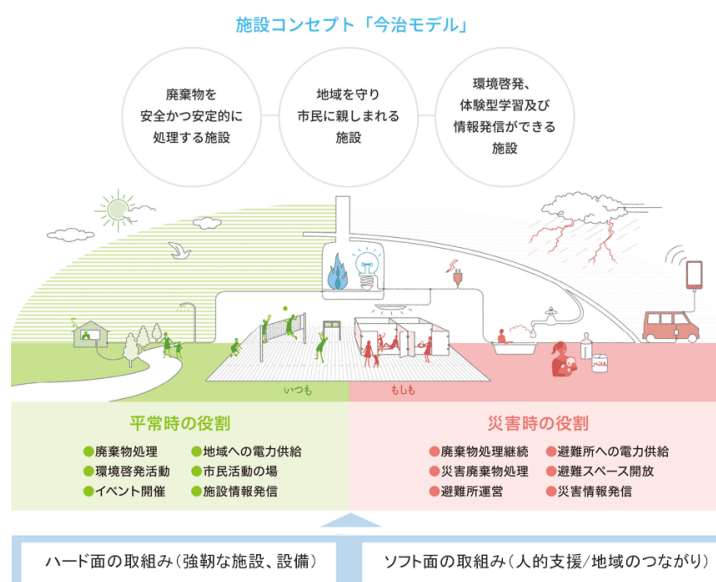 施設コンセプト「今治モデル」
廃棄物を
安全かつ安定的に
処理する施設
地域を守り
市民に親しまれる
施設
環境啓発、
体験型学習及び
情報発信ができる
施設
いつも
もしも
平常時の役割
●廃棄物処理
●環境啓発活動
●イベント開催
●地域への電力供給
●市民活動の場
●施設情報発信
災害時の役割
●廃棄物処理継続
●災害廃棄物処理
●避難所運営
●避難所への電力供給
●避難スペース開放
●災害情報発信
ハード面の取組み(強靭な施設、設備)
ソフト面の取組み(人的支援/地域のつながり)